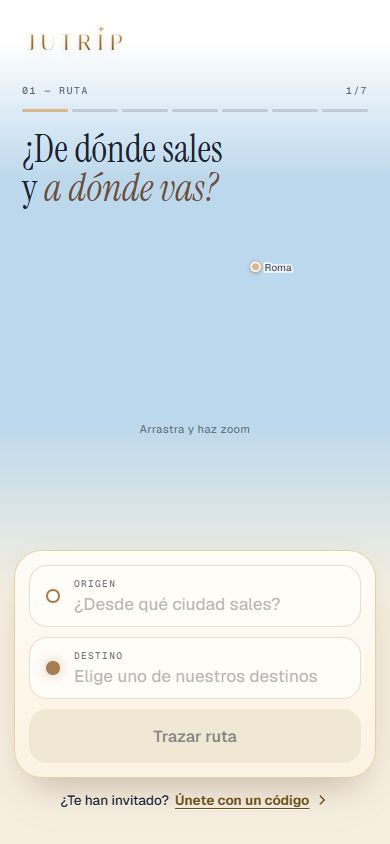 JUTRIP
01 — RUTA
1/7
¿De dónde sales
y a dónde vas?
Roma
Arrastra y haz zoom
ORIGEN
¿Desde qué ciudad sales?
DESTINO
Elige uno de nuestros destinos
Trazar ruta
¿Te han invitado? Únete con un código